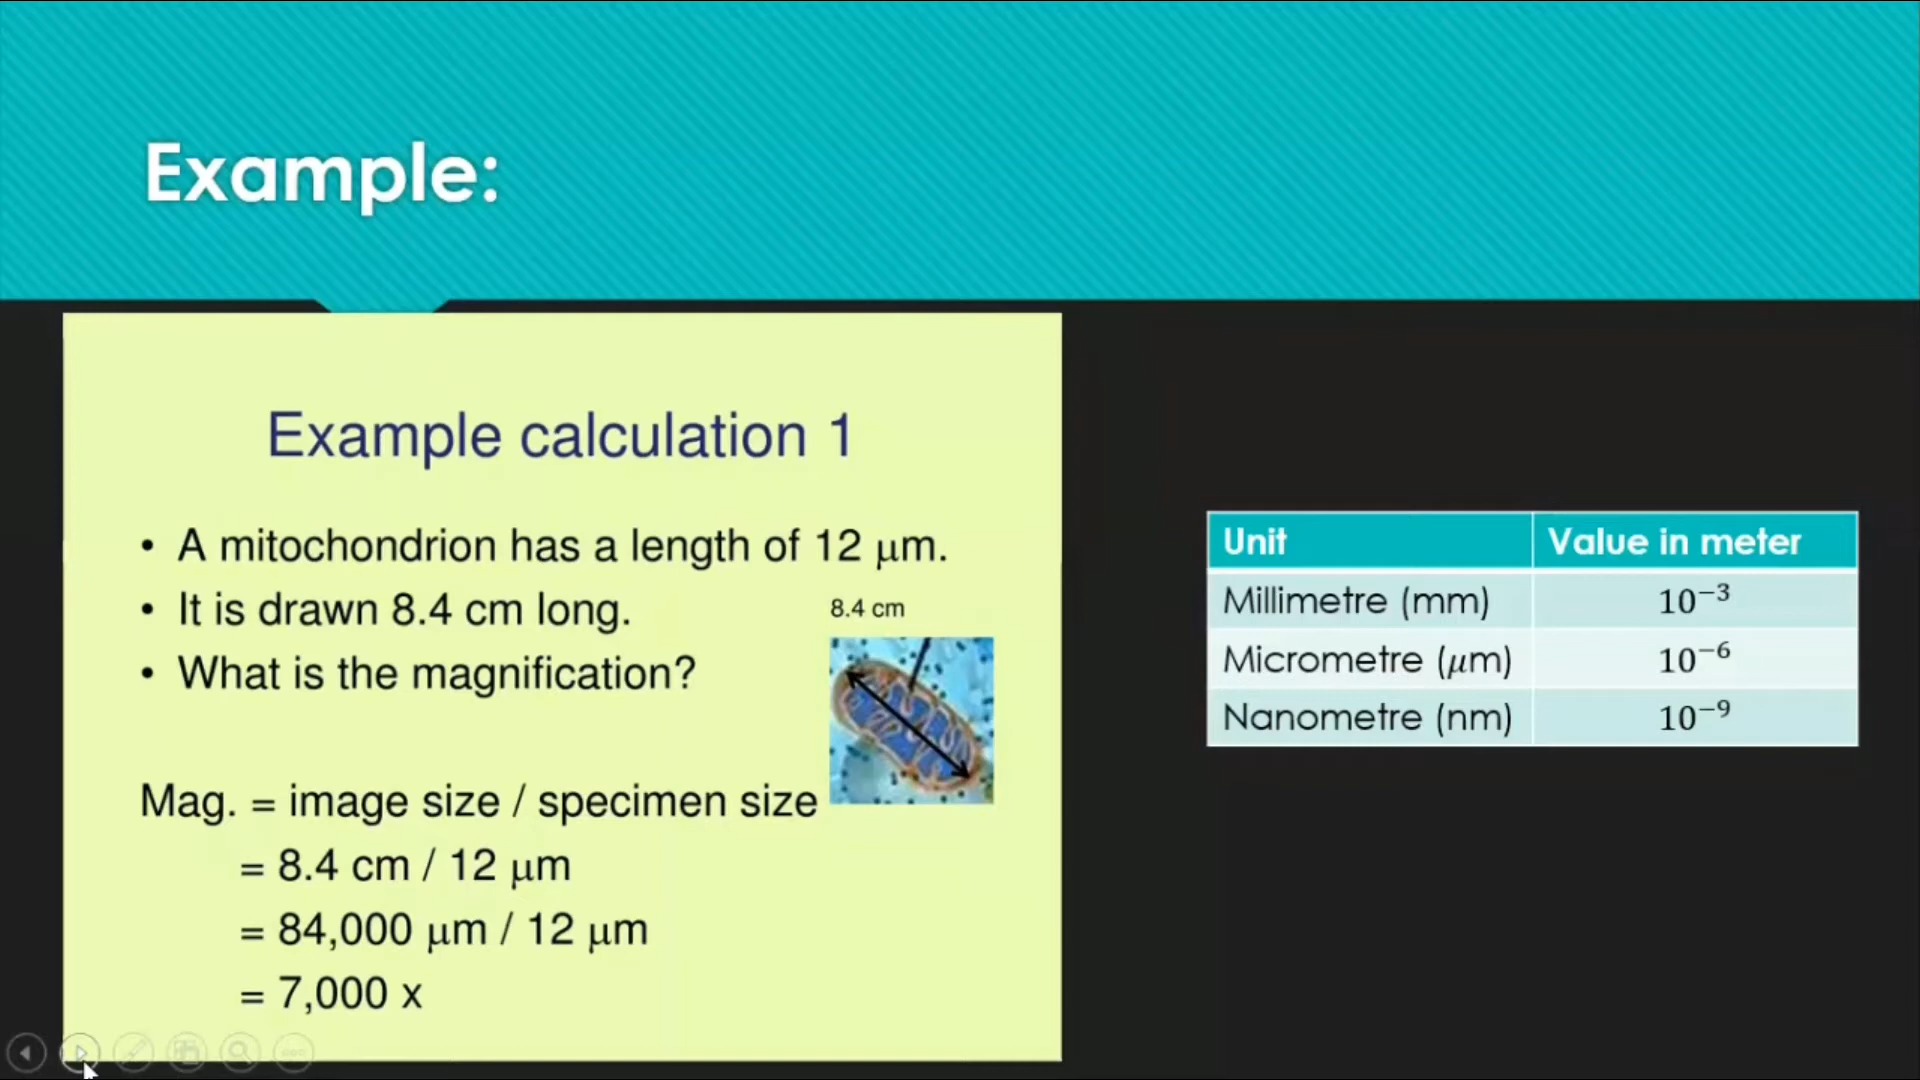 Example:
Example calculation 1
• A mitochondrion has a length of 12 μm.
• It is drawn 8.4 cm long.
8.4 cm
• What is the magnification?
Mag. = image size / specimen size
= 8.4 cm / 12 μm
= 84,000 μm / 12 μm
= 7,000 x
Unit Value in meter
Millimetre (mm) 10⁻³
Micrometre (μm) 10⁻⁶
Nanometre (nm) 10⁻⁹